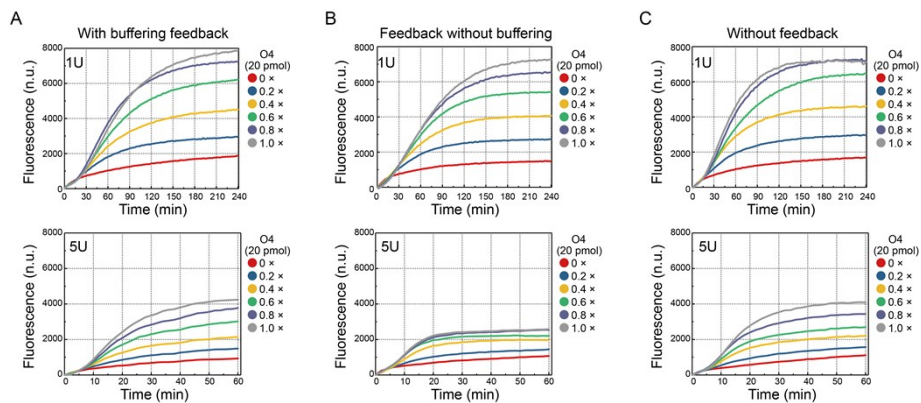 A
With buffering feedback
1U
Fluorescence (n.u.)
8000
6000
4000
2000
0
0 30 60 90 120 150 180 210 240
Time (min)
O4
(20 pmol)
0 ×
0.2 ×
0.4 ×
0.6 ×
0.8 ×
1.0 ×
5U
Fluorescence (n.u.)
8000
6000
4000
2000
0
0 10 20 30 40 50 60
Time (min)
O4
(20 pmol)
0 ×
0.2 ×
0.4 ×
0.6 ×
0.8 ×
1.0 ×
B
Feedback without buffering
1U
Fluorescence (n.u.)
8000
6000
4000
2000
0
0 30 60 90 120 150 180 210 240
Time (min)
O4
(20 pmol)
0 ×
0.2 ×
0.4 ×
0.6 ×
0.8 ×
1.0 ×
5U
Fluorescence (n.u.)
8000
6000
4000
2000
0
0 10 20 30 40 50 60
Time (min)
O4
(20 pmol)
0 ×
0.2 ×
0.4 ×
0.6 ×
0.8 ×
1.0 ×
C
Without feedback
1U
Fluorescence (n.u.)
8000
6000
4000
2000
0
0 30 60 90 120 150 180 210 240
Time (min)
O4
(20 pmol)
0 ×
0.2 ×
0.4 ×
0.6 ×
0.8 ×
1.0 ×
5U
Fluorescence (n.u.)
8000
6000
4000
2000
0
0 10 20 30 40 50 60
Time (min)
O4
(20 pmol)
0 ×
0.2 ×
0.4 ×
0.6 ×
0.8 ×
1.0 ×